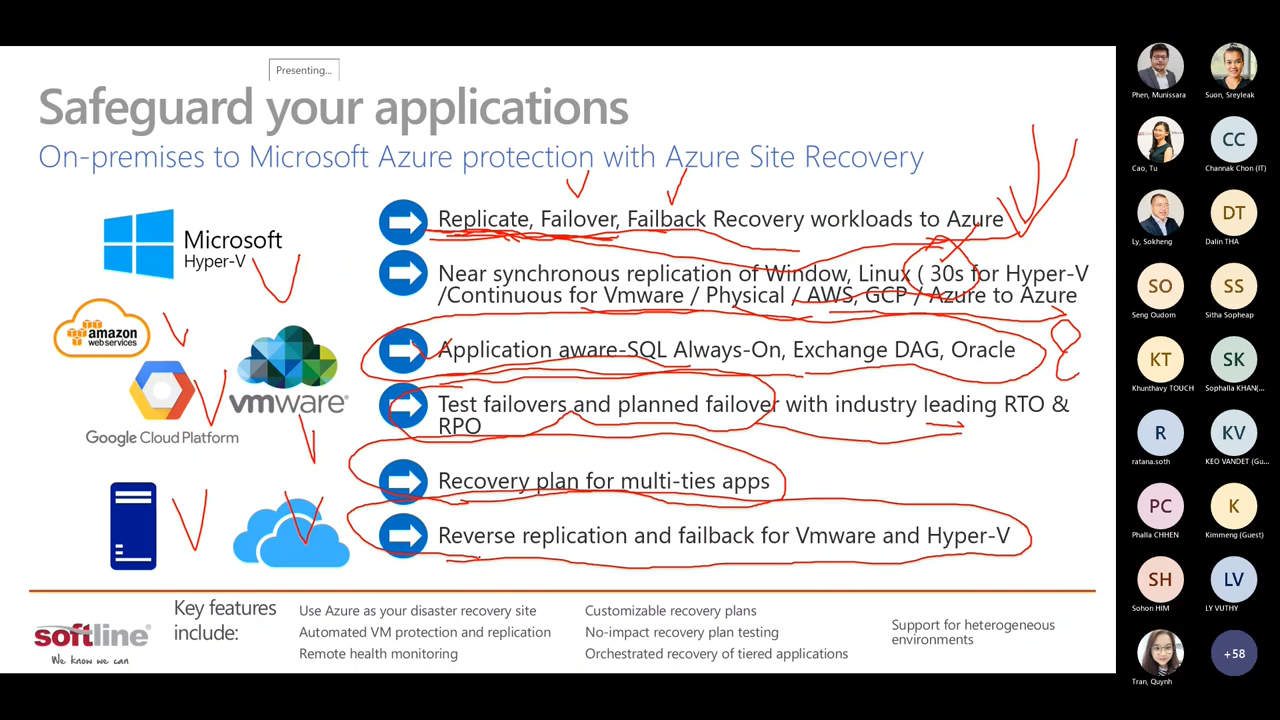 Presenting...
Safeguard your applications
On-premises to Microsoft Azure protection with Azure Site Recovery
Microsoft
Hyper-V
amazon
web services
Google Cloud Platform
vmware®
Replicate, Failover, Failback Recovery workloads to Azure
Near synchronous replication of Window, Linux ( 30s for Hyper-V
/Continuous for Vmware / Physical / AWS, GCP / Azure to Azure
Application aware-SQL Always-On, Exchange DAG, Oracle
Test failovers and planned failover with industry leading RTO &
RPO
Recovery plan for multi-ties apps
Reverse replication and failback for Vmware and Hyper-V
softline®
We know we can
Key features
include:
Use Azure as your disaster recovery site
Automated VM protection and replication
Remote health monitoring
Customizable recovery plans
No-impact recovery plan testing
Orchestrated recovery of tiered applications
Support for heterogeneous
environments
Phen, Munissara
Suon, Sreyleak
Cao, Tu
CC
Channak Chon (IT)
Ly, Sokheng
DT
Dalin THA
SO
Seng Oudom
SS
Sitha Sopheap
KT
Khunthavy TOUCH
SK
Sophalla KHAN(...
R
ratana.soth
KV
KEO VANDET (Gu...
PC
Phalla CHHEN
K
Kimmeng (Guest)
SH
Sohon HIM
LV
LY VUTHY
Tran, Quynh
+58